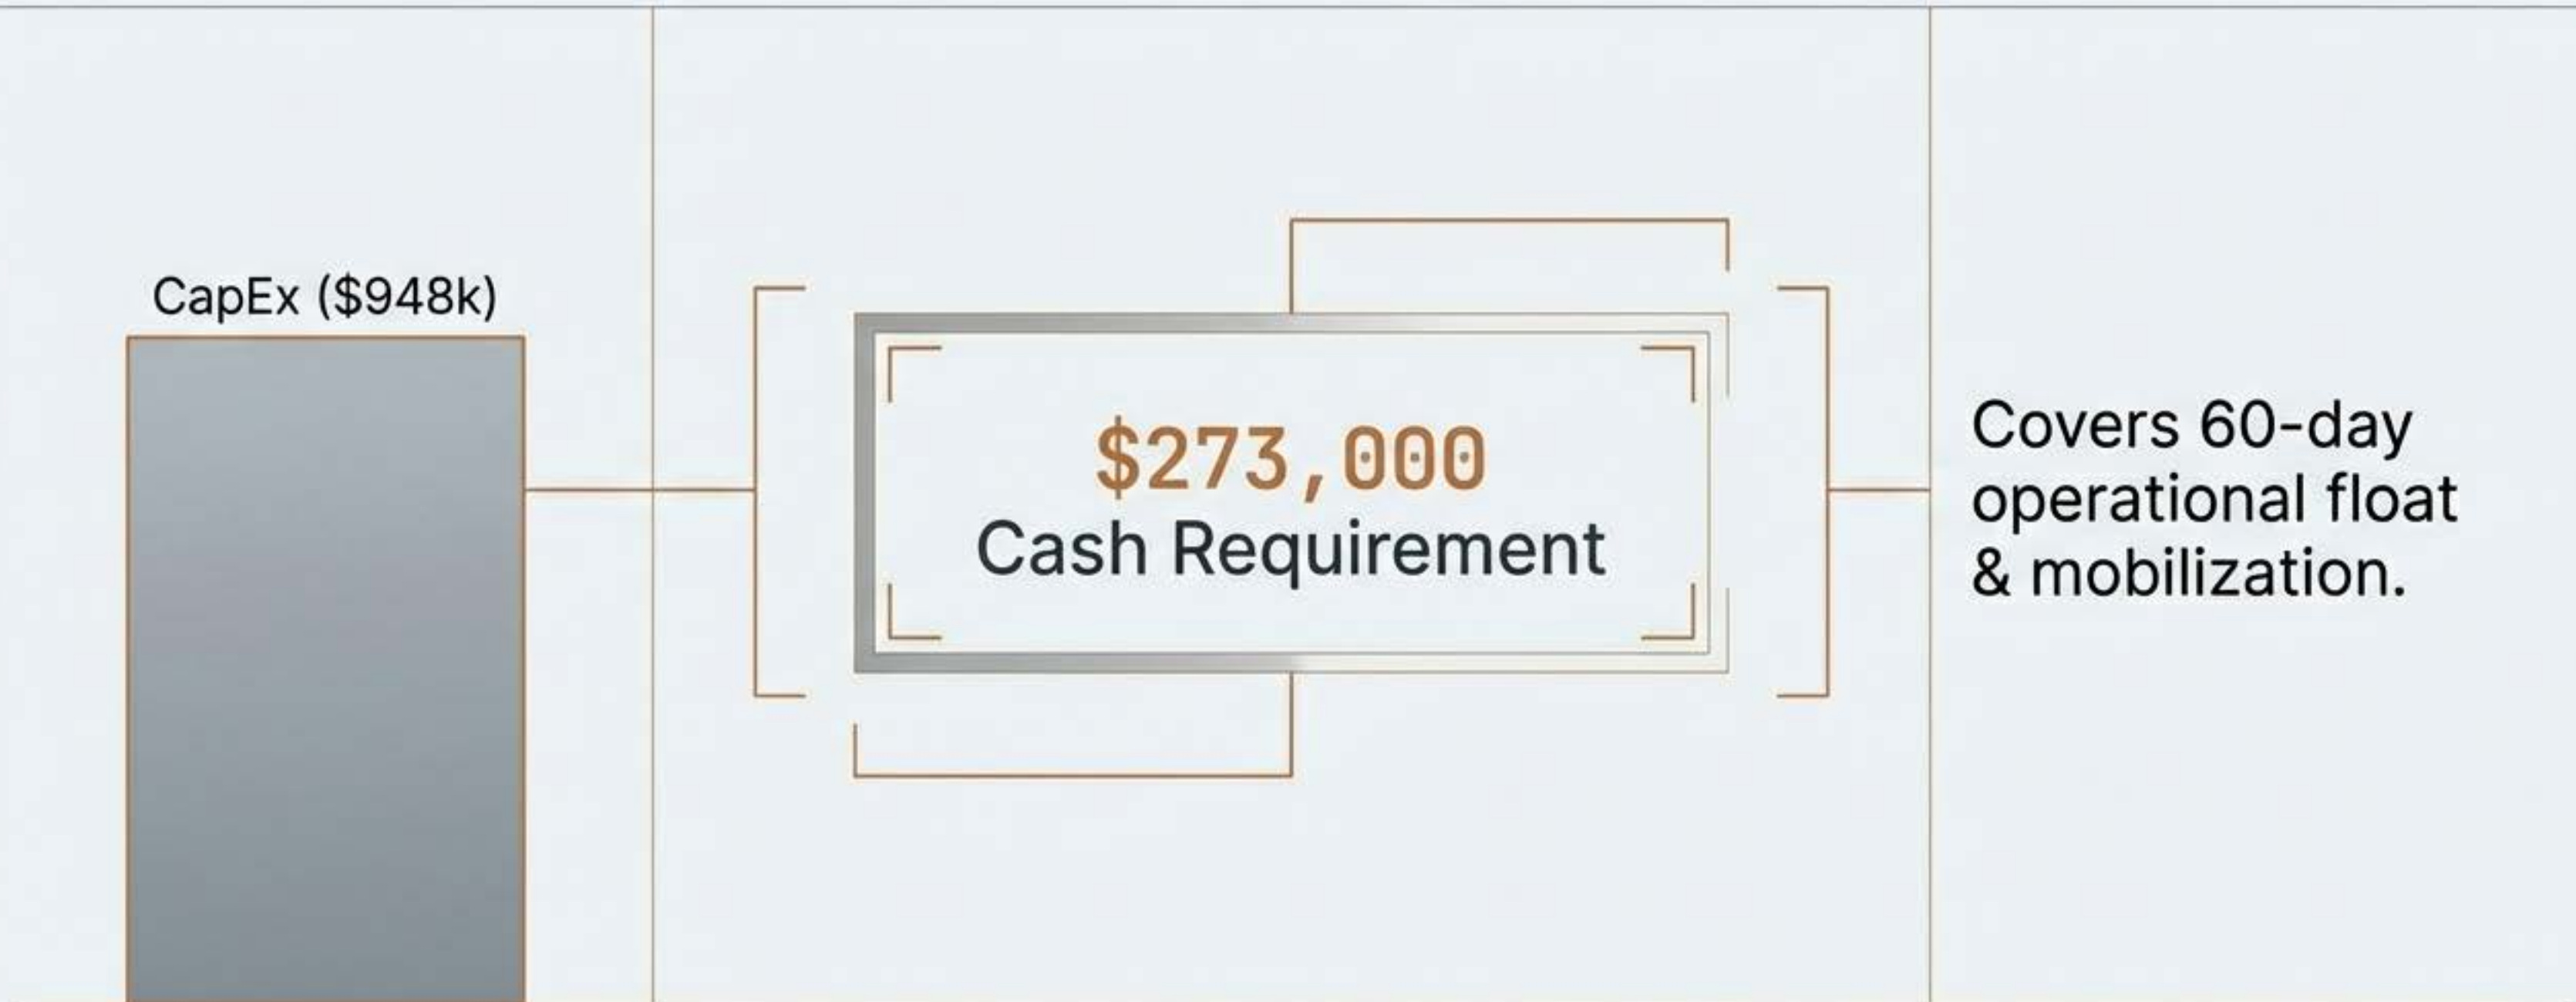 CapEx ($948k)
$273,000
Cash Requirement
Covers 60-day
operational float
& mobilization.